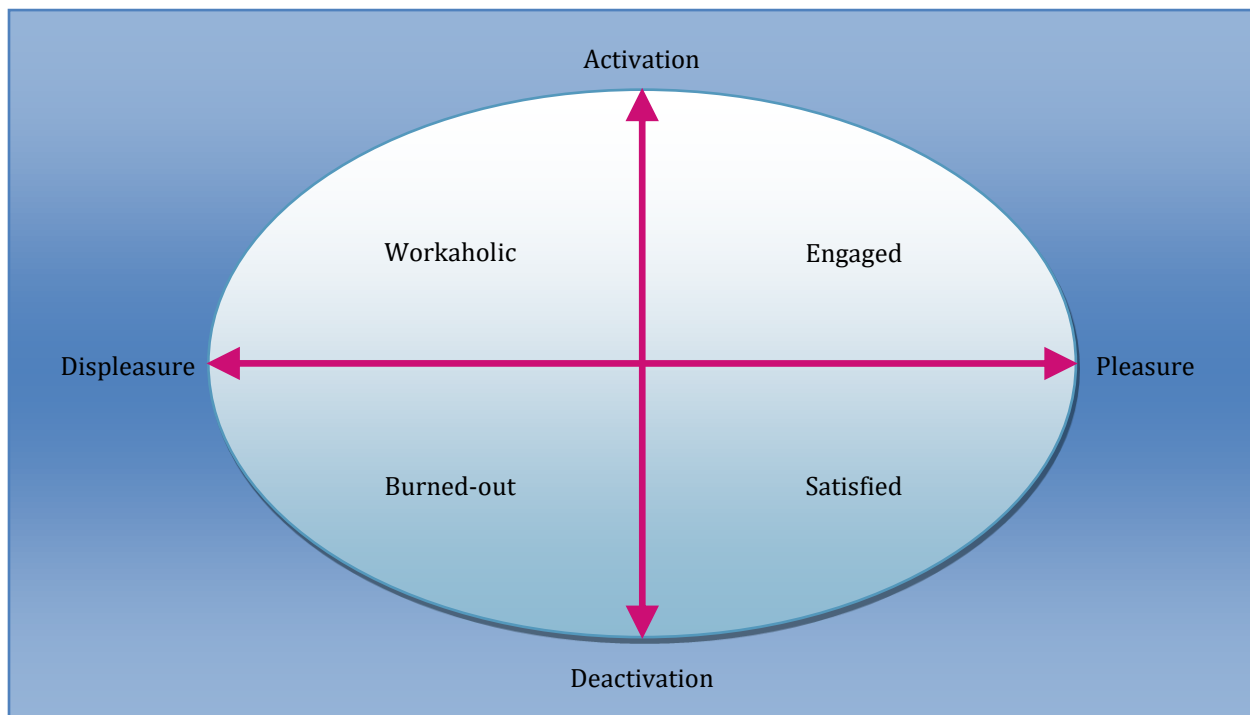 Activation
Workaholic
Engaged
Displeasure
Pleasure
Burned-out
Satisfied
Deactivation